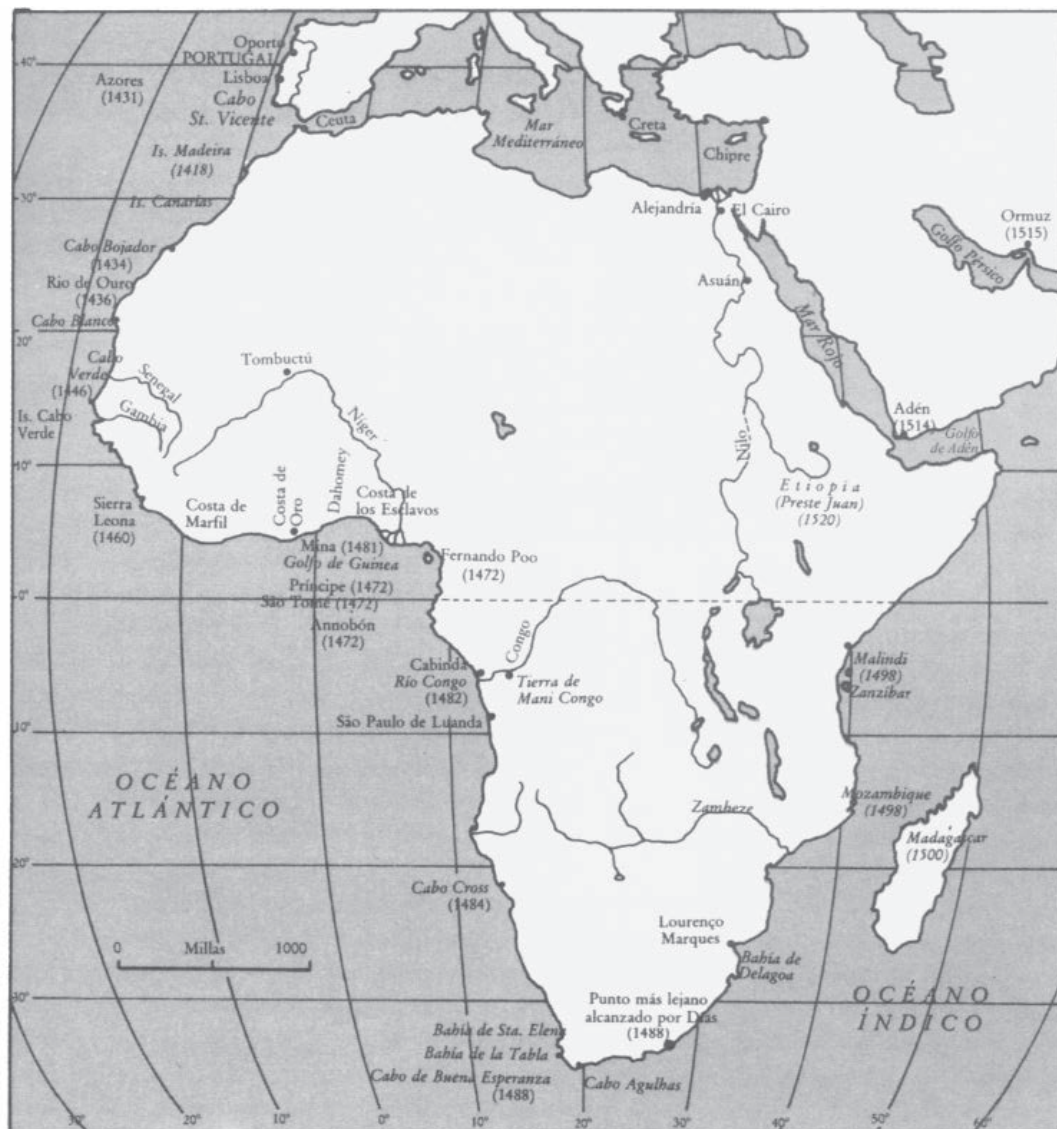 40°
Oporto
PORTUGAL
Lisboa
Cabo
St. Vicente
Azores
(1431)
Ceuta
Mar
Mediterráneo
Creta
Chipre
Is. Madeira
(1418)
30°
Is. Canarias
Alejandría
El Cairo
Ormuz
(1515)
Golfo Pérsico
Cabo Bojador
(1434)
Rio de Ouro
(1436)
Asuán
Mar Rojo
Cabo Blanco
20°
Cabo
Verde
(1446)
Senegal
Gambia
Tombuctú
Níger
Is. Cabo
Verde
Adén
(1514)
Golfo
de Adén
Nilo
10°
Sierra
Leona
(1460)
Costa de
Marfil
Costa de
Oro
Dahomey
Costa de
los Esclavos
Etiopia
(Preste Juan)
(1520)
Mina (1481)
Golfo de Guinea
Fernando Poo
(1472)
Príncipe (1472)
0°
São Tomé (1472)
Annobón
(1472)
Congo
Cabinda
Río Congo
(1482)
Tierra de
Mani Congo
Malindi
(1498)
Zanzíbar
São Paulo de Luanda
10°
OCÉANO
ATLÁNTICO
Zambeze
Mozambique
(1498)
Madagascar
(1500)
20°
Cabo Cross
(1484)
0 Millas 1000
Lourenço
Marques
Bahía de
Delagoa
30°
Punto más lejano
alcanzado por Dias
(1488)
OCÉANO
ÍNDICO
Bahía de Sta. Elena
Bahía de la Tabla
Cabo de Buena Esperanza
(1488)
Cabo Agulhas
30° 20° 10° 0° 10° 20° 30° 40° 50° 60°